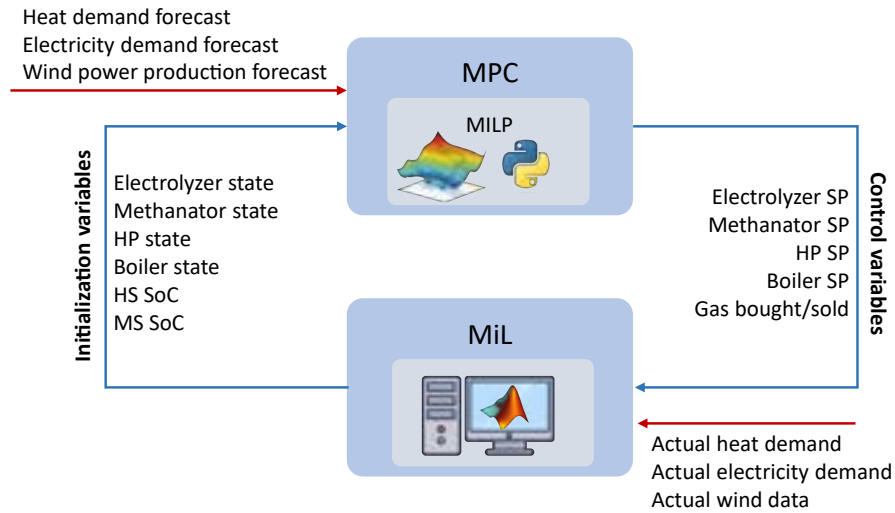 Heat demand forecast
Electricity demand forecast
Wind power production forecast
MPC
MILP
Initialization variables
Electrolyzer state
Methanator state
HP state
Boiler state
HS SoC
MS SoC
Electrolyzer SP
Methanator SP
HP SP
Boiler SP
Gas bought/sold
Control variables
MiL
Actual heat demand
Actual electricity demand
Actual wind data